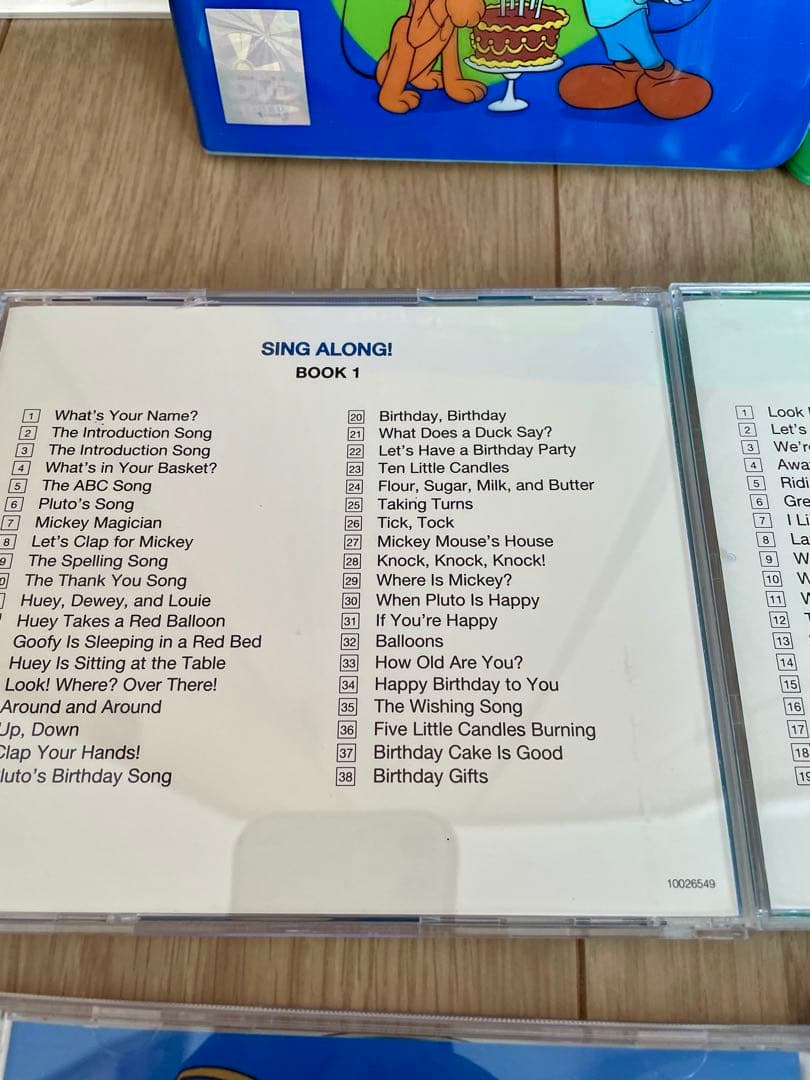 DVD
SING ALONG!
BOOK 1
1 What's Your Name?
2 The Introduction Song
3 The Introduction Song
4 What's in Your Basket?
5 The ABC Song
6 Pluto's Song
7 Mickey Magician
8 Let's Clap for Mickey
9 The Spelling Song
0 The Thank You Song
Huey, Dewey, and Louie
Huey Takes a Red Balloon
Goofy Is Sleeping in a Red Bed
Huey Is Sitting at the Table
Look! Where? Over There!
Around and Around
Up, Down
Clap Your Hands!
luto's Birthday Song
20 Birthday, Birthday
21 What Does a Duck Say?
22 Let's Have a Birthday Party
23 Ten Little Candles
24 Flour, Sugar, Milk, and Butter
25 Taking Turns
26 Tick, Tock
27 Mickey Mouse's House
28 Knock, Knock, Knock!
29 Where Is Mickey?
30 When Pluto Is Happy
31 If You're Happy
32 Balloons
33 How Old Are You?
34 Happy Birthday to You
35 The Wishing Song
36 Five Little Candles Burning
37 Birthday Cake Is Good
38 Birthday Gifts
10026549
1 Look
2 Let's
3 We're
4 Awa
5 Ridi
6 Gre
7 I Li
8 La
9 W
10 W
11
12
13
14
15
16
17
18
19